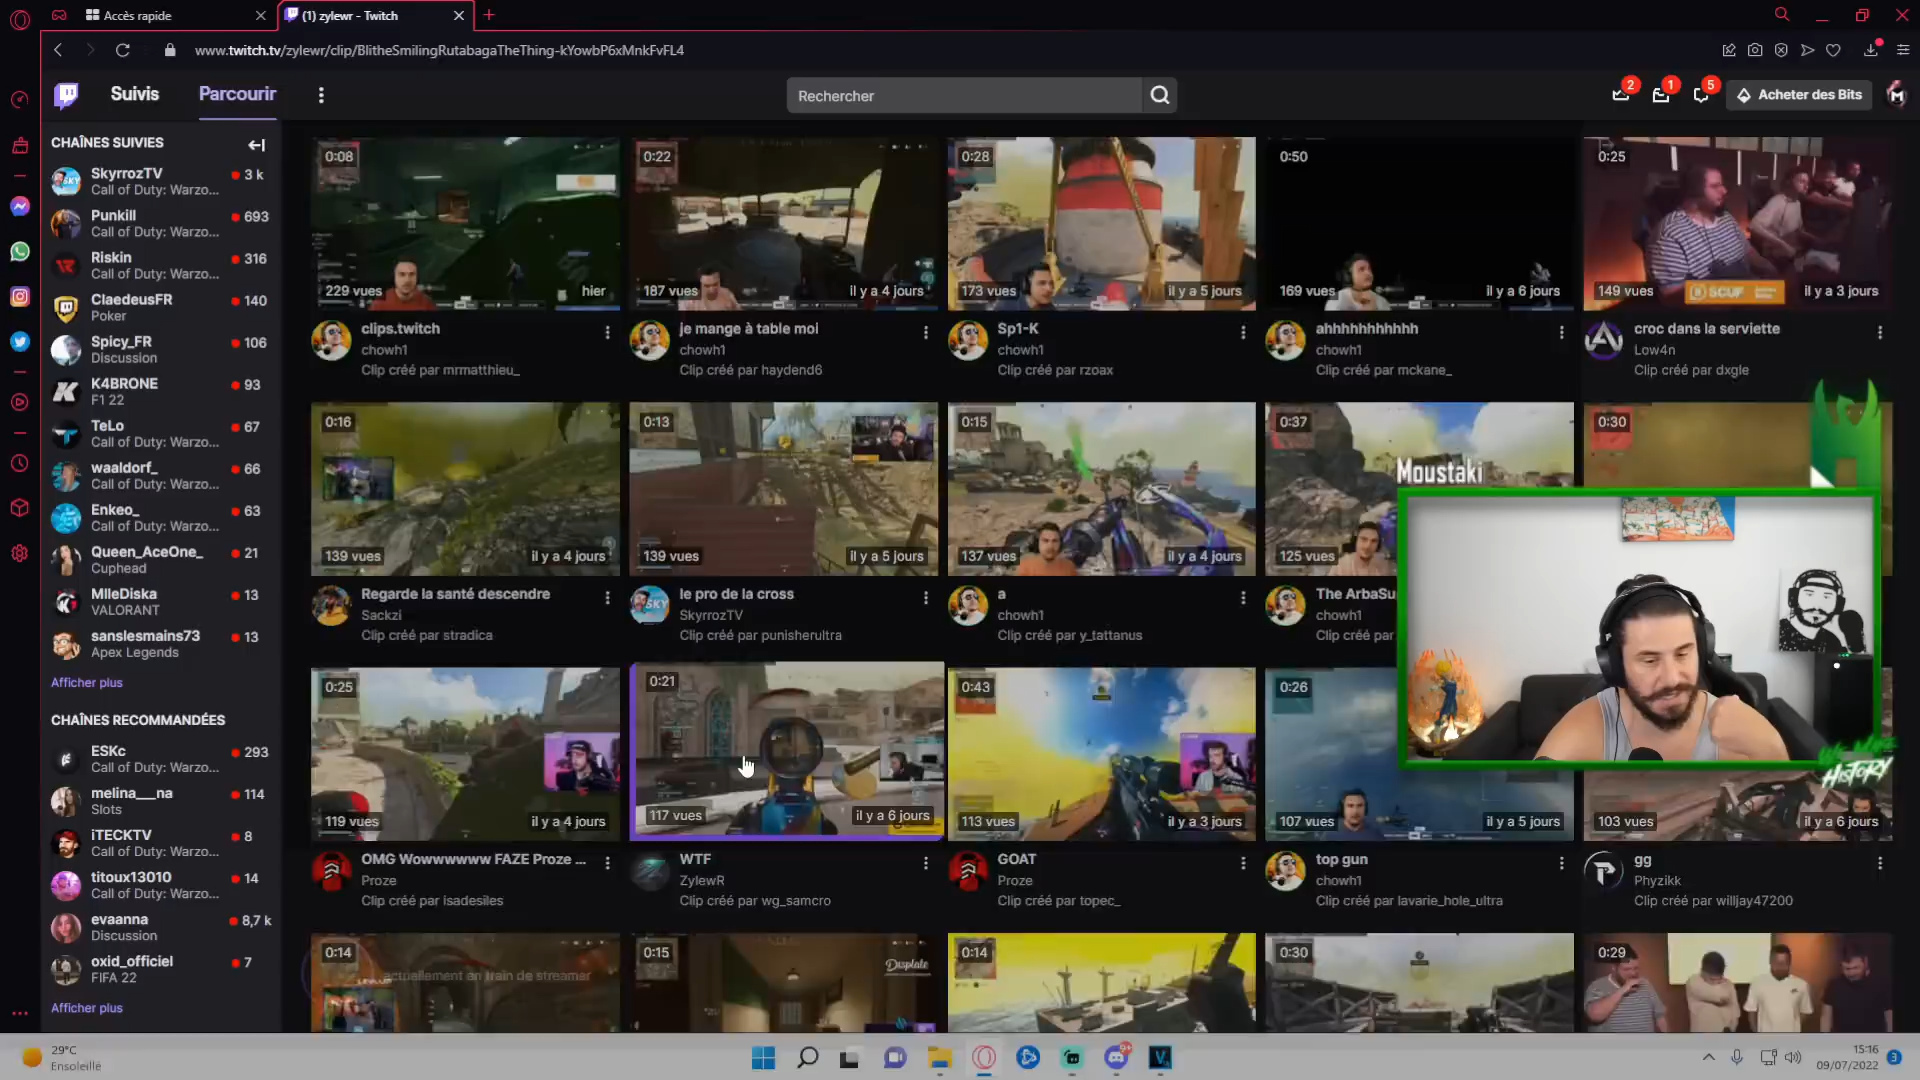 Accès rapide
(1) zylewr - Twitch
www.twitch.tv/zylewr/clip/BlitheSmilingRutabagaTheThing-kYowbP6xMnkFvFL4
Suivis
Parcourir
Rechercher
2
1
5
Acheter des Bits
CHAÎNES SUIVIES
SkyrrozTV
3 k
Call of Duty: Warzo...
Punkill
693
Call of Duty: Warzo...
Riskin
316
Call of Duty: Warzo...
ClaedeusFR
140
Poker
Spicy_FR
106
Discussion
K4BRONE
93
F1 22
TeLo
67
Call of Duty: Warzo...
waaldorf_
66
Call of Duty: Warzo...
Enkeo_
63
Call of Duty: Warzo...
Queen_AceOne_
21
Cuphead
MlleDiska
13
VALORANT
sanslesmains73
13
Apex Legends
Afficher plus
CHAÎNES RECOMMANDÉES
ESKc
293
Call of Duty: Warzo...
melina___na
114
Slots
iTECKTV
8
Call of Duty: Warzo...
titoux13010
14
Call of Duty: Warzo...
evaanna
8,7 k
Discussion
oxid_officiel
7
FIFA 22
Afficher plus
0:08
229 vues
hier
clips.twitch
chowh1
Clip créé par mrmatthieu_
0:22
187 vues
il y a 4 jours
je mange à table moi
chowh1
Clip créé par haydend6
0:28
173 vues
il y a 5 jours
Sp1-K
chowh1
Clip créé par rzoax
0:50
169 vues
il y a 6 jours
ahhhhhhhhhhh
chowh1
Clip créé par mckane_
0:25
SCUF
149 vues
il y a 3 jours
croc dans la serviette
Low4n
Clip créé par dxgle
0:16
139 vues
il y a 4 jours
Regarde la santé descendre
Sackzi
Clip créé par stradica
0:13
139 vues
il y a 5 jours
le pro de la cross
SkyrrozTV
Clip créé par punisherultra
0:15
137 vues
il y a 4 jours
a
chowh1
Clip créé par y_tattanus
0:37
Moustaki
125 vues
The ArbaSu
chowh1
Clip créé par
0:30
0:25
119 vues
il y a 4 jours
OMG Wowwwwww FAZE Proze ...
Proze
Clip créé par isadesiles
0:21
117 vues
il y a 6 jours
WTF
ZylewR
Clip créé par wg_samcro
0:43
113 vues
il y a 3 jours
GOAT
Proze
Clip créé par topec_
0:26
107 vues
il y a 5 jours
top gun
chowh1
Clip créé par lavarie_hole_ultra
HISTORY
103 vues
il y a 6 jours
gg
Phyzikk
Clip créé par willjay47200
0:14
actuellement en train de streamer
0:15
Displate
0:14
0:30
0:29
29°C
Ensoleillé
9+
15:16
09/07/2022
3